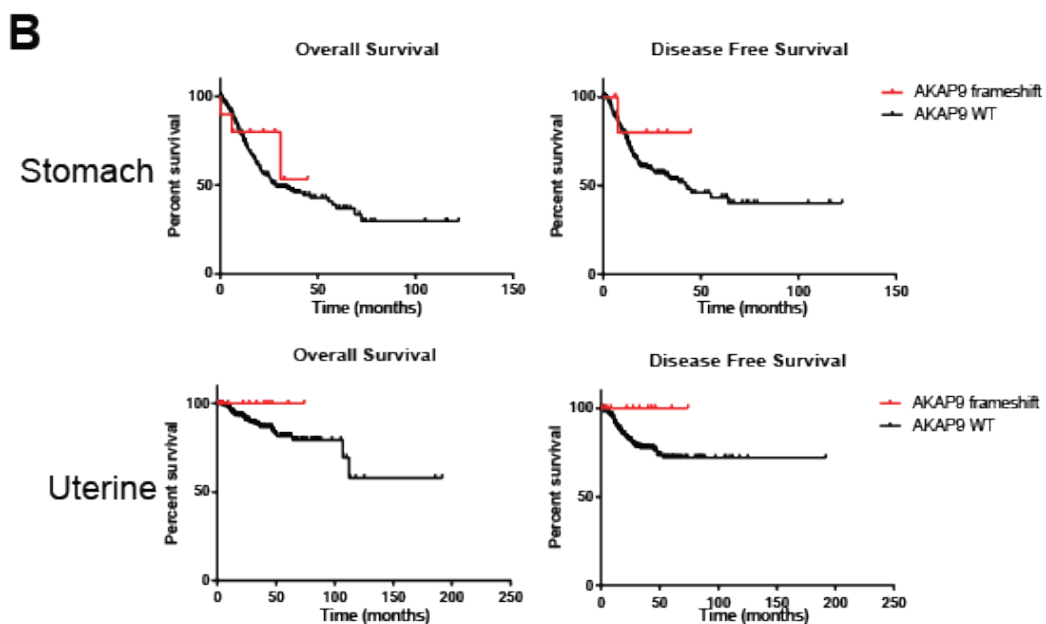 B
Overall Survival
Disease Free Survival
Stomach
Percent survival
100
50
0
0 50 100 150
Time (months)
Percent survival
100
50
0
0 50 100 150
Time (months)
AKAP9 frameshift
AKAP9 WT
Overall Survival
Disease Free Survival
Uterine
Percent survival
100
50
0
0 50 100 150 200 250
Time (months)
Percent survival
100
50
0
0 50 100 150 200 250
Time (months)
AKAP9 frameshift
AKAP9 WT